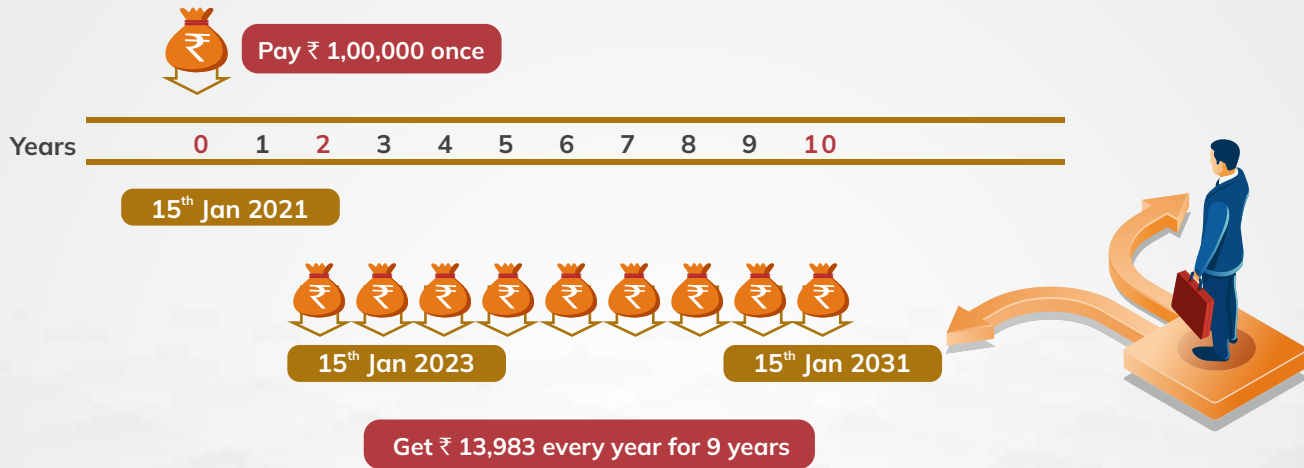 ₹
Pay ₹ 1,00,000 once
Years 0 1 2 3 4 5 6 7 8 9 10
15th Jan 2021
₹ ₹ ₹ ₹ ₹ ₹ ₹ ₹ ₹
15th Jan 2023 15th Jan 2031
Get ₹ 13,983 every year for 9 years